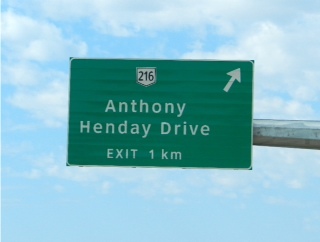 216
Anthony
Henday Drive
EXIT 1 km